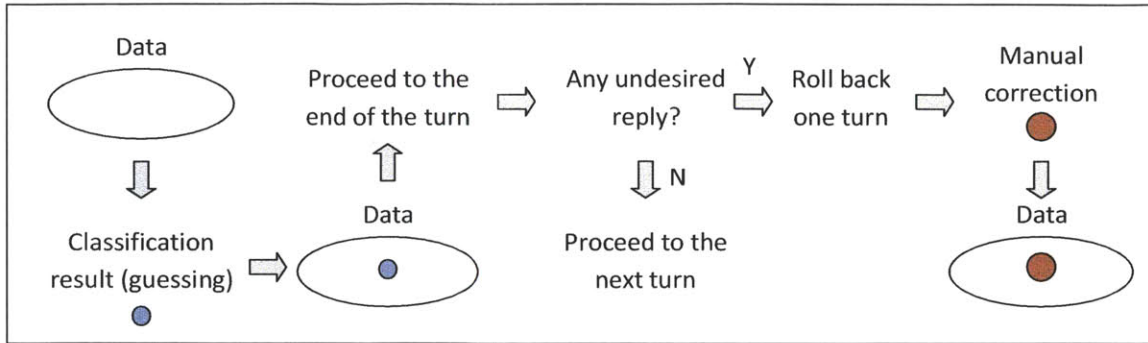 Data
Classification
result (guessing)
Data
Proceed to the
end of the turn
Any undesired
reply?
Y
N
Proceed to the
next turn
Roll back
one turn
Manual
correction
Data